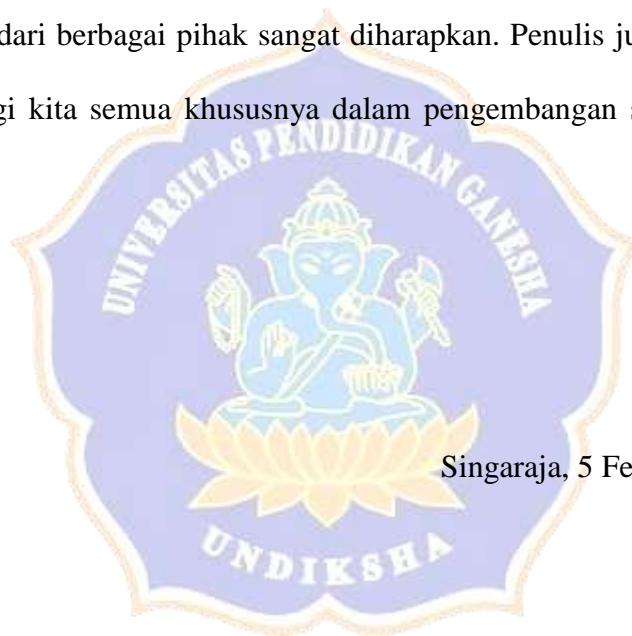 dari berbagai pihak sangat diharapkan. Penulis ju
gi kita semua khususnya dalam pengembangan s
UNIVERSITAS PENDIDIKAN GANESHA
Singaraja, 5 Fe
UNDIKSHA